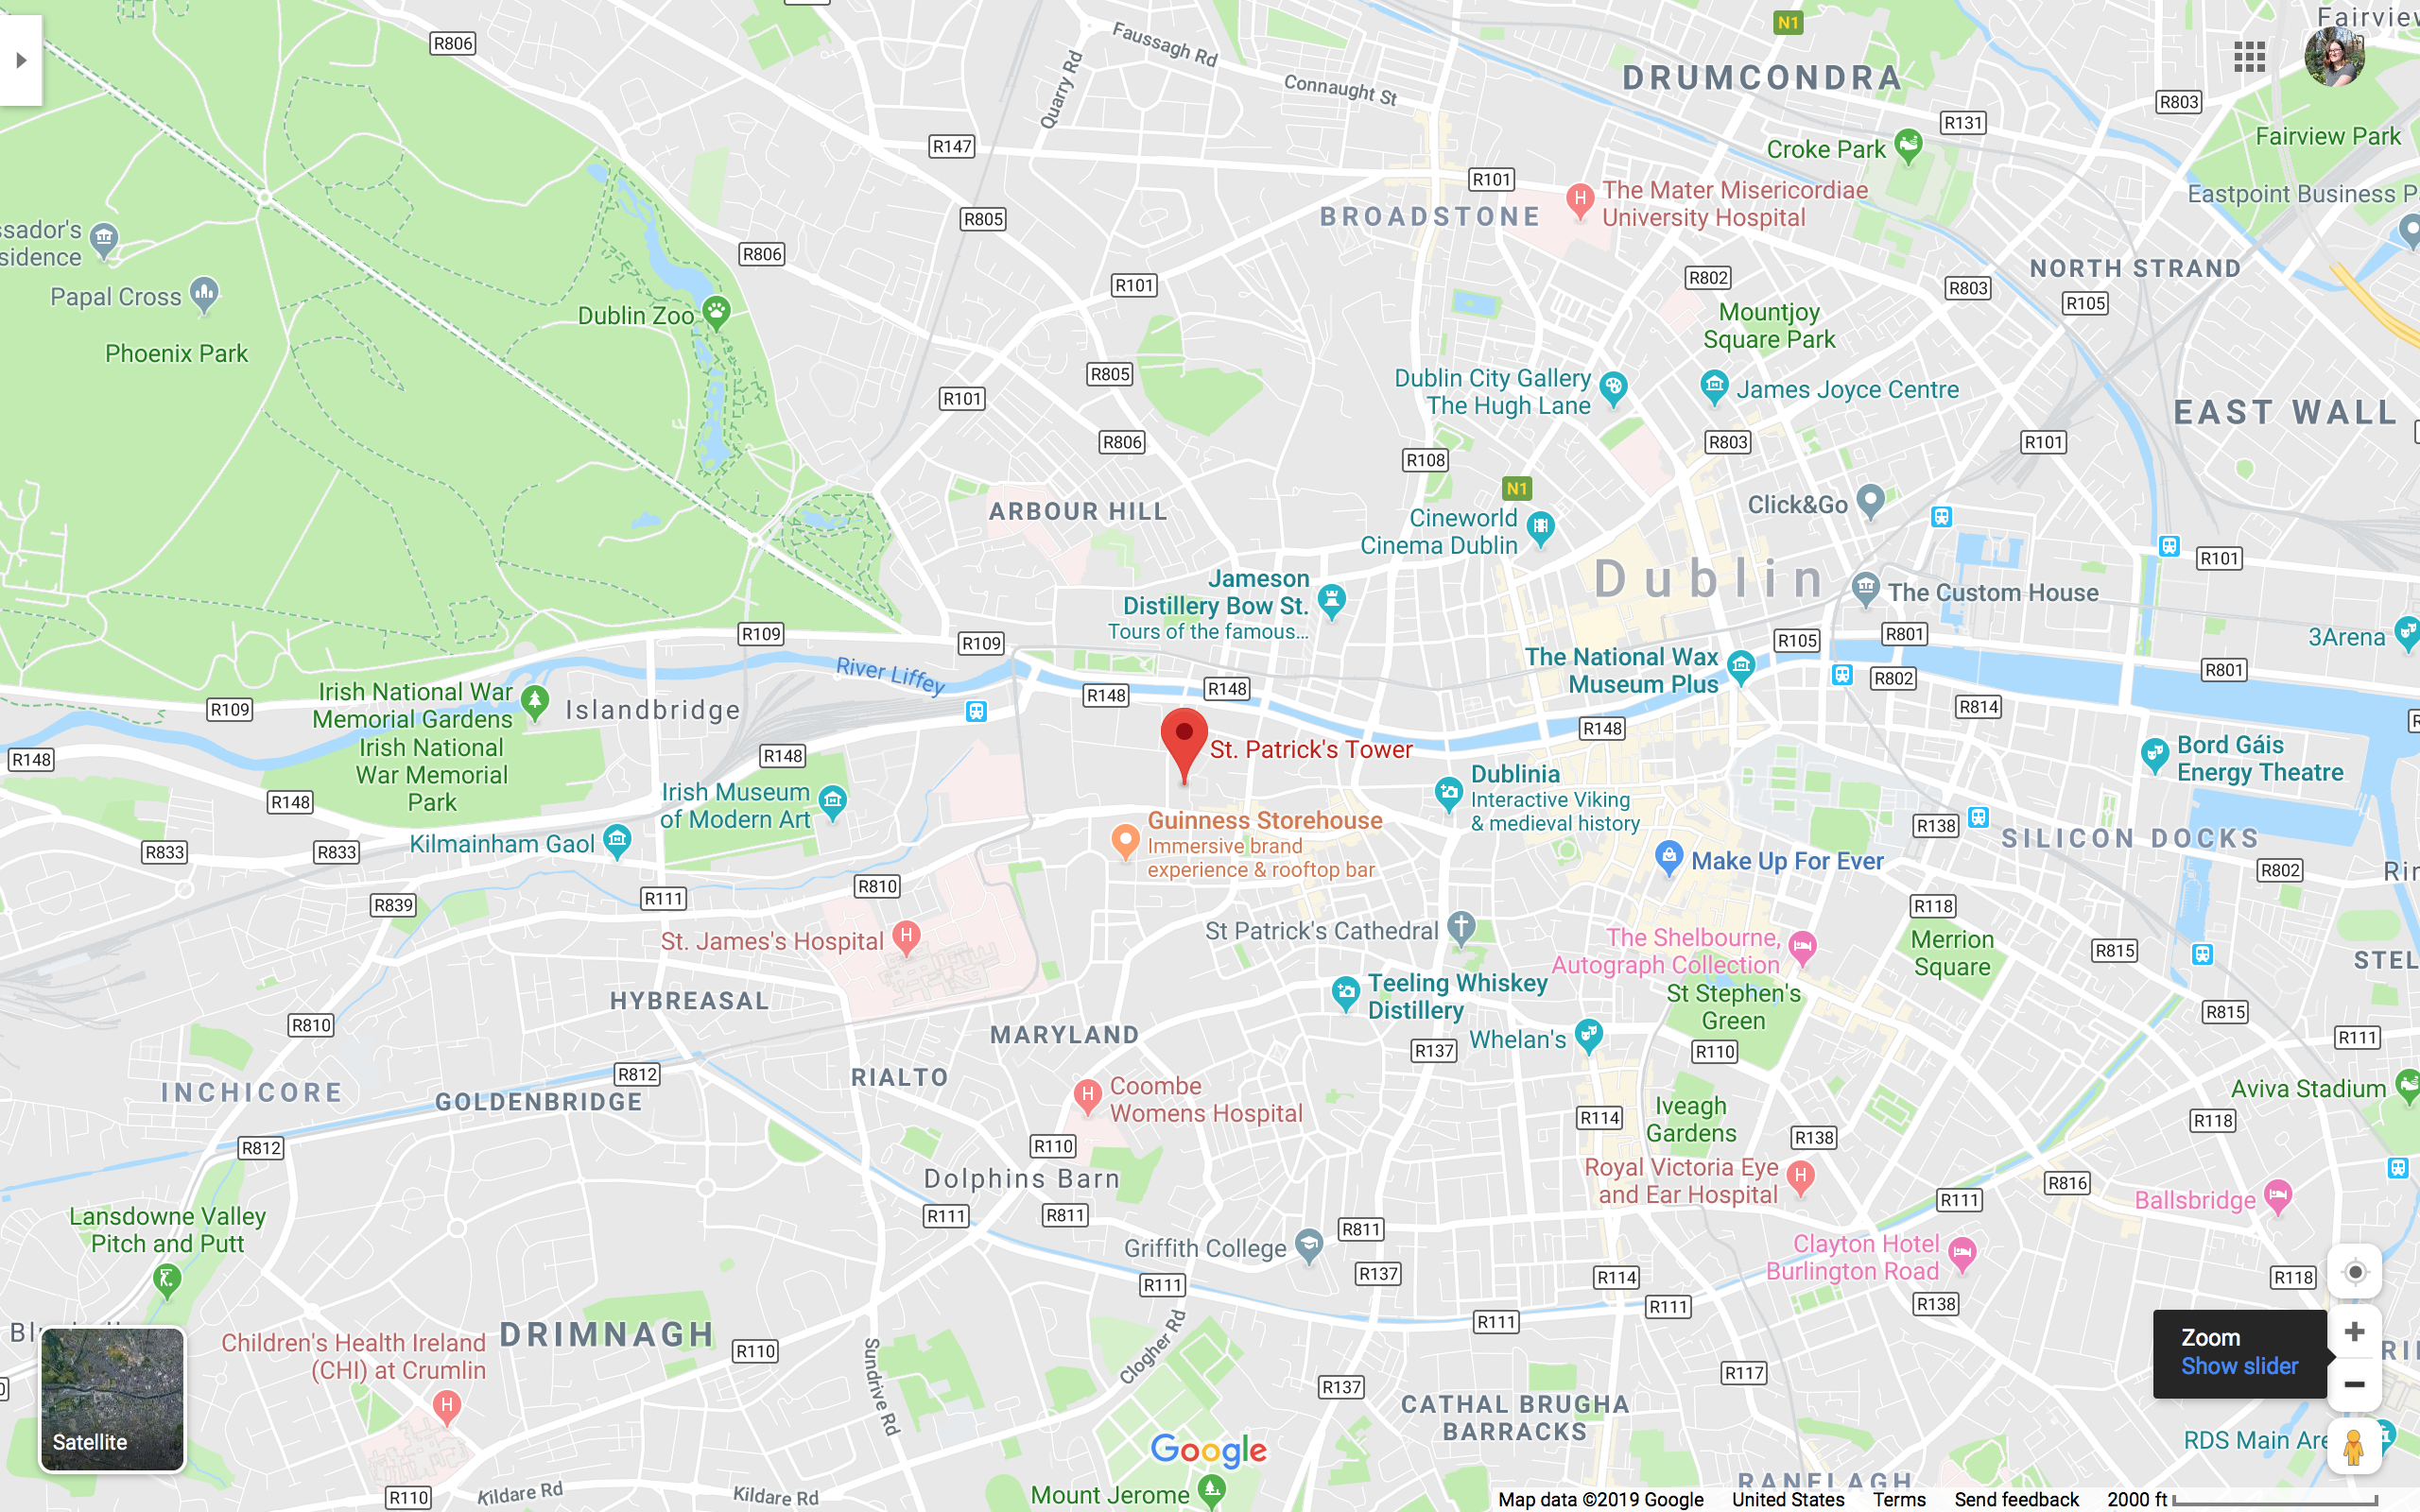 Fairview
N1
R806
Faussagh Rd
Quarry Rd
Connaught St
DRUMCONDRA
R803
R131
Fairview Park
R147
Croke Park
R101
The Mater Misericordiae
University Hospital
Eastpoint Business P
R805
BROADSTONE
ssador's
sidence
R806
R802
NORTH STRAND
R101
R803
R105
Papal Cross
Dublin Zoo
Mountjoy
Square Park
Phoenix Park
R805
Dublin City Gallery
The Hugh Lane
James Joyce Centre
R101
EAST WALL
R806
R803
R101
R108
N1
ARBOUR HILL
Click&Go
Cineworld
Cinema Dublin
R101
Dublin
Jameson
Distillery Bow St.
Tours of the famous...
The Custom House
R109
R109
R105
R801
3Arena
River Liffey
The National Wax
Museum Plus
R801
R802
R148
R148
Irish National War
Memorial Gardens
Irish National
War Memorial
Park
R109
Islandbridge
R814
R148
R148
St. Patrick's Tower
R148
Bord Gáis
Energy Theatre
R148
Irish Museum
of Modern Art
Dublinia
Interactive Viking
& medieval history
Guinness Storehouse
Immersive brand
experience & rooftop bar
R138
SILICON DOCKS
Kilmainham Gaol
R833
R833
Make Up For Ever
R802
R810
R111
R839
R118
St. James's Hospital
St Patrick's Cathedral
The Shelbourne,
Autograph Collection
Merrion
Square
R815
STEL
Teeling Whiskey
Distillery
St Stephen's
Green
HYBREASAL
R810
R815
MARYLAND
Whelan's
R111
R137
R110
R812
RIALTO
INCHICORE
GOLDENBRIDGE
Coombe
Womens Hospital
Aviva Stadium
Iveagh
Gardens
R114
R118
R138
R812
R110
Dolphins Barn
Royal Victoria Eye
and Ear Hospital
R816
R111
Ballsbridge
Lansdowne Valley
Pitch and Putt
R111
R811
R811
Griffith College
Clayton Hotel
Burlington Road
R137
R114
R118
R111
R111
R138
R111
Children's Health Ireland
(CHI) at Crumlin
DRIMNAGH
R110
Sundrive Rd
Clogher Rd
Zoom
Show slider
R117
R137
CATHAL BRUGHA
BARRACKS
Satellite
Google
RDS Main Are
RANELAGH
Mount Jerome
R110
Kildare Rd
Kildare Rd
Map data ©2019 Google
United States
Terms
Send feedback
2000 ft